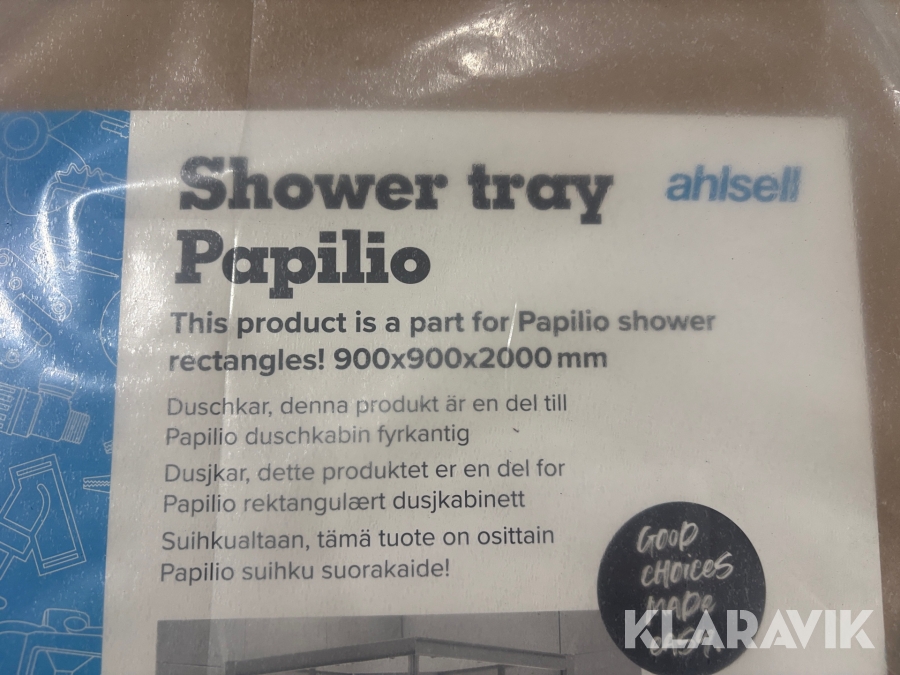 Shower tray
Papilio
ahlsell
This product is a part for Papilio shower
rectangles! 900x900x2000 mm
Duschkar, denna produkt är en del till
Papilio duschkabin fyrkantig
Dusjkar, dette produktet er en del for
Papilio rektangulært dusjkabinett
Suihkualtaan, tämä tuote on osittain
Papilio suihku suorakaide!
GOOD
CHOICES
MADE
EASY
KLARAVIK